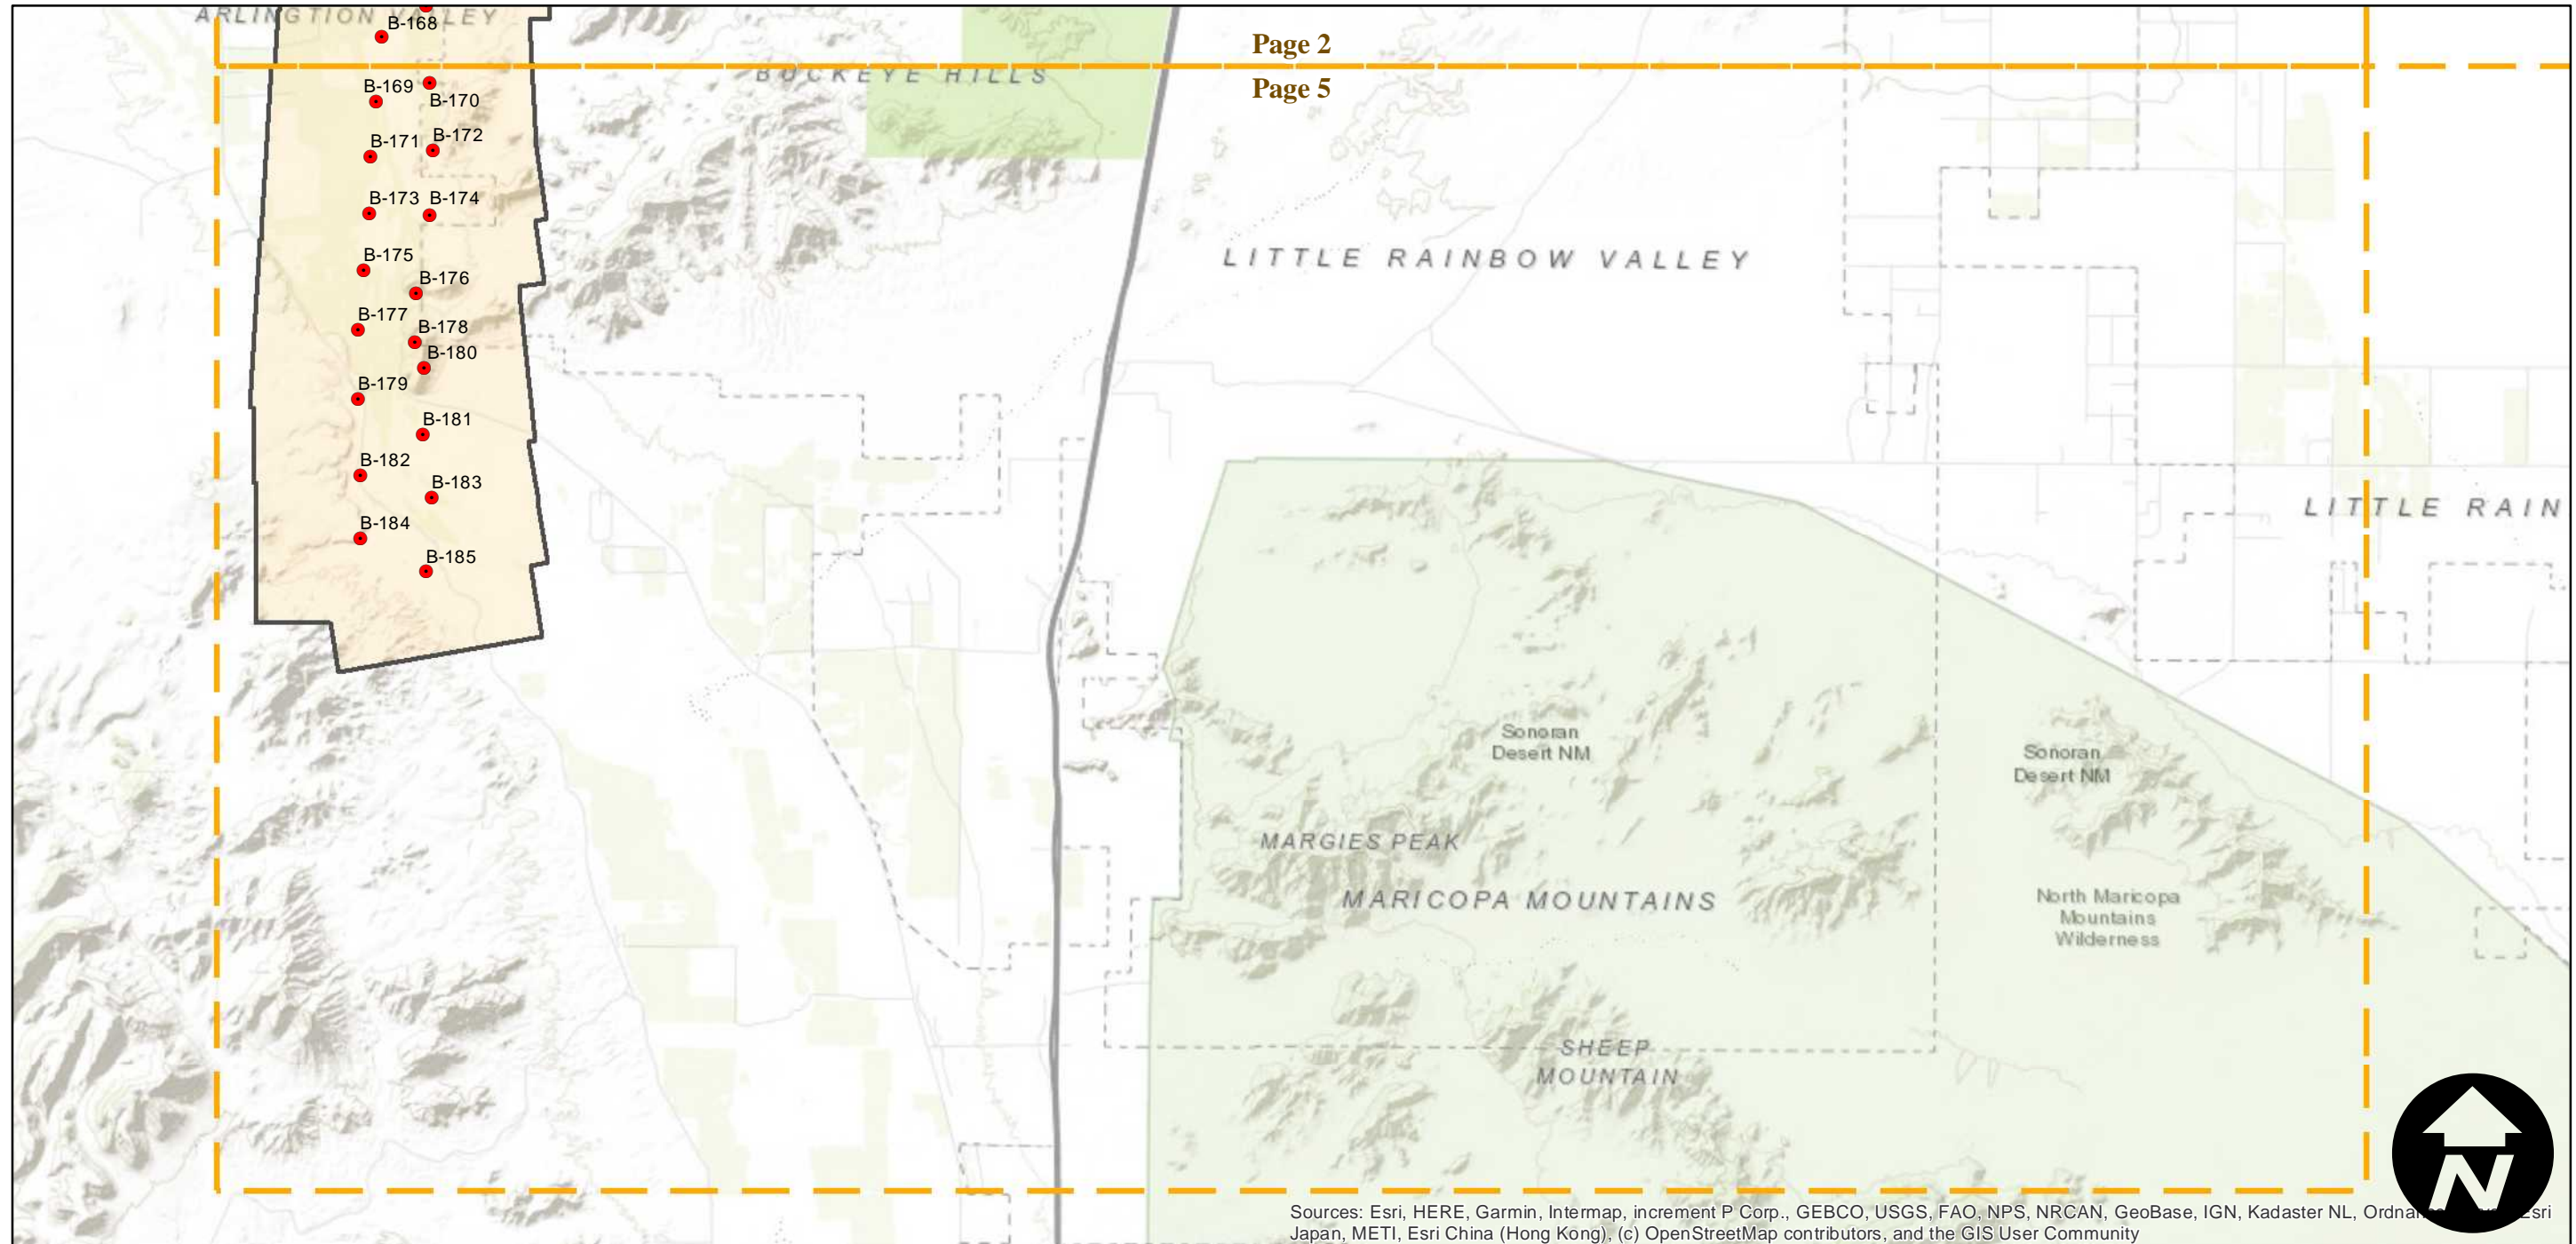 ARLINGTION VALLEY
B-168
Page 2
BUCKEYE HILLS
Page 5
B-169
B-170
B-171
B-172
B-173
B-174
B-175
B-176
B-177
B-178
B-180
B-179
B-181
B-182
B-183
B-184
B-185
LITTLE RAINBOW VALLEY
LITTLE RAIN
Sonoran
Desert NM
Sonoran
Desert NM
MARGIES PEAK
MARICOPA MOUNTAINS
North Maricopa
Mountains
Wilderness
SHEEP
MOUNTAIN
N
Sources: Esri, HERE, Garmin, Intermap, increment P Corp., GEBCO, USGS, FAO, NPS, NRCAN, GeoBase, IGN, Kadaster NL, Esri
Japan, METI, Esri China (Hong Kong), (c) OpenStreetMap contributors, and the GIS User Community